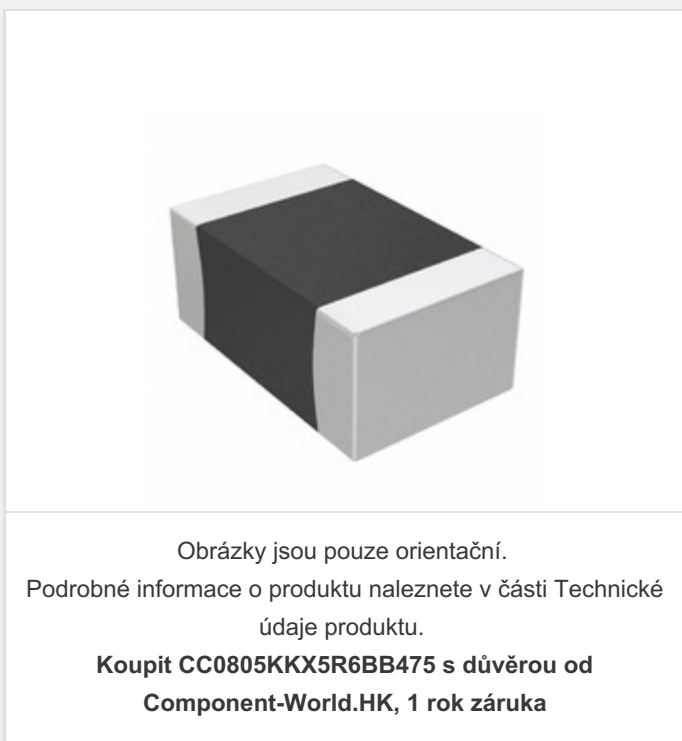 Obrázky jsou pouze orientační.
Podrobné informace o produktu naleznete v části Technické
údaje produktu.
Koupit CC0805KKX5R6BB475 s důvěrou od
Component-World.HK, 1 rok záruka